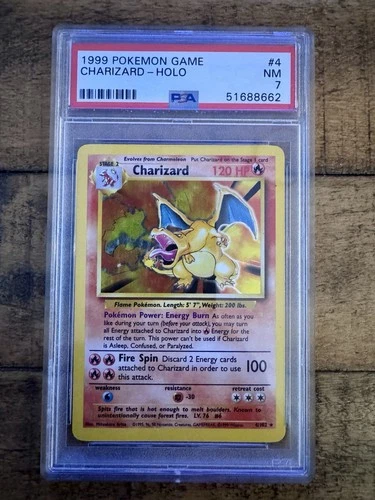 1999 POKEMON GAME #4
CHARIZARD - HOLO NM
7
PSA 51688662
Evolves from Charmeleon Put Charizard on the Stage 1 card
STAGE 2
Charizard 120 HP
Flame Pokémon. Length: 5' 7", Weight: 200 lbs.
Pokémon Power: Energy Burn As often as you
like during your turn (before your attack), you may turn
all Energy attached to Charizard into Energy for the
rest of the turn. This power can't be used if Charizard
is Asleep, Confused, or Paralyzed.
Fire Spin Discard 2 Energy cards
attached to Charizard in order to use
this attack.
100
weakness resistance retreat cost
-30
Spits fire that is hot enough to melt boulders. Known to
unintentionally cause forest fires. LV. 76 #6
Illus. Mitsuhiro Arita
4/102